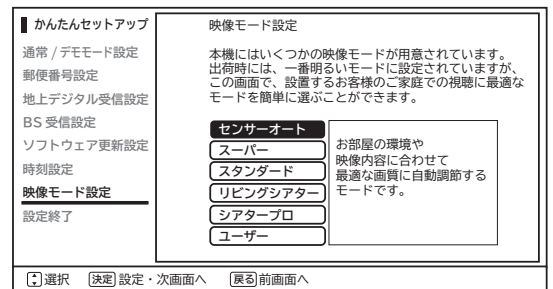 かんたんセットアップ
通常 / デモモード設定
郵便番号設定
地上デジタル受信設定
BS 受信設定
ソフトウェア更新設定
時刻設定
映像モード設定
設定終了
映像モード設定
本機にはいくつかの映像モードが用意されています。
出荷時には、一番明るいモードに設定されていますが、
この画面で、設置するお客様のご家庭での視聴に最適な
モードを簡単に選ぶことができます。
センサーオート
スーパー
スタンダード
リビングシアター
シアタープロ
ユーザー
お部屋の環境や
映像内容に合わせて
最適な画質に自動調節する
モードです。
選択 決定 設定・次画面へ 戻る 前画面へ